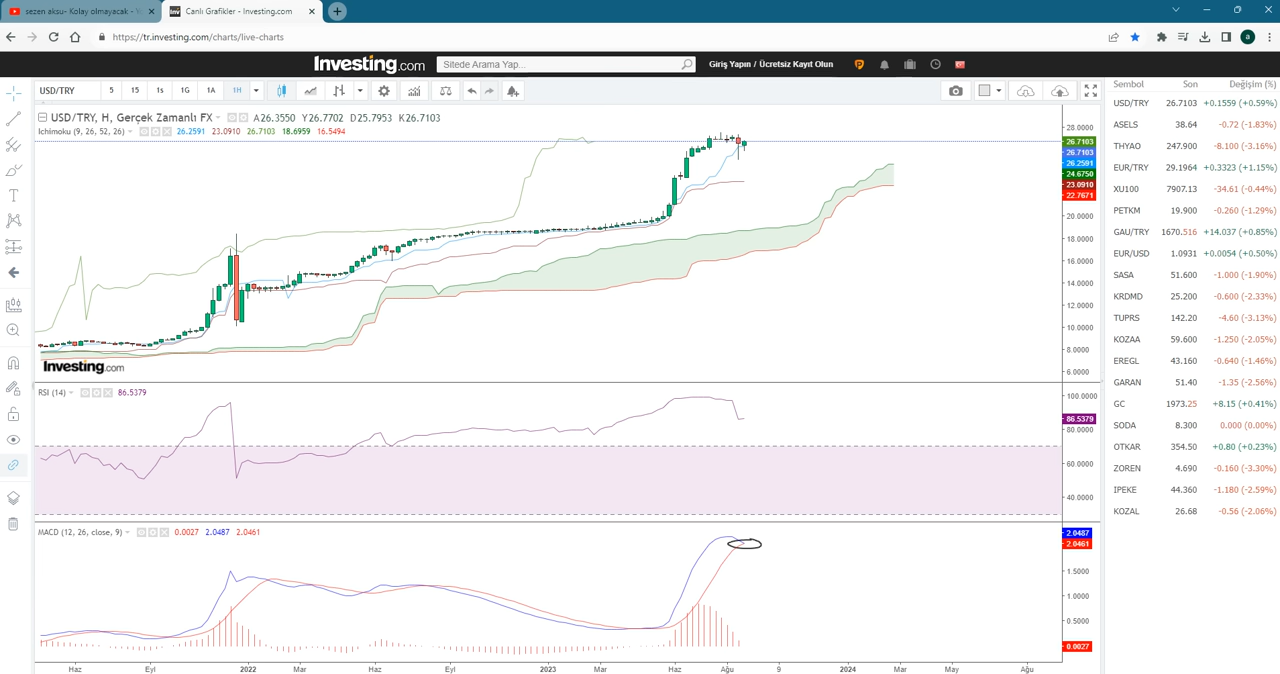 sezen aksu- Kolay olmayacak - Y
Canlı Grafikler - Investing.com
https://tr.investing.com/charts/live-charts
a
Investing.com
Sitede Arama Yap...
Giriş Yapın / Ücretsiz Kayıt Olun
USD/TRY 5 15 1s 1G 1A 1H
USD/TRY, H, Gerçek Zamanlı FX A26.3550 Y26.7702 D25.7953 K26.7103
Ichimoku (9, 26, 52, 26) 26.2591 23.0910 26.7103 18.6959 16.5494
28.0000
26.7103
26.7103
26.2591
24.6750
23.0910
22.7671
20.0000
18.0000
16.0000
14.0000
12.0000
10.0000
8.0000
6.0000
Investing.com
RSI (14) 86.5379
100.0000
86.5379
80.0000
60.0000
40.0000
MACD (12, 26, close, 9) 0.0027 2.0487 2.0461
2.0487
2.0461
1.5000
1.0000
0.5000
0.0027
Haz Eyl 2022 Mar Haz Eyl 2023 Mar Haz Ağu 9 2024 Mar May Ağu
Sembol Son Değişim (%)
USD/TRY 26.7103 +0.1559 (+0.59%)
ASELS 38.64 -0.72 (-1.83%)
THYAO 247.900 -8.100 (-3.16%)
EUR/TRY 29.1964 +0.3323 (+1.15%)
XU100 7907.13 -34.61 (-0.44%)
PETKM 19.900 -0.260 (-1.29%)
GAU/TRY 1670.516 +14.037 (+0.85%)
EUR/USD 1.0931 +0.0054 (+0.50%)
SASA 51.600 -1.000 (-1.90%)
KRDMD 25.200 -0.600 (-2.33%)
TUPRS 142.20 -4.60 (-3.13%)
KOZAA 59.600 -1.250 (-2.05%)
EREGL 43.160 -0.640 (-1.46%)
GARAN 51.40 -1.35 (-2.56%)
GC 1973.25 +8.15 (+0.41%)
SODA 8.300 0.000 (0.00%)
OTKAR 354.50 +0.80 (+0.23%)
ZOREN 4.690 -0.160 (-3.30%)
IPEKE 44.360 -1.180 (-2.59%)
KOZAL 26.68 -0.56 (-2.06%)